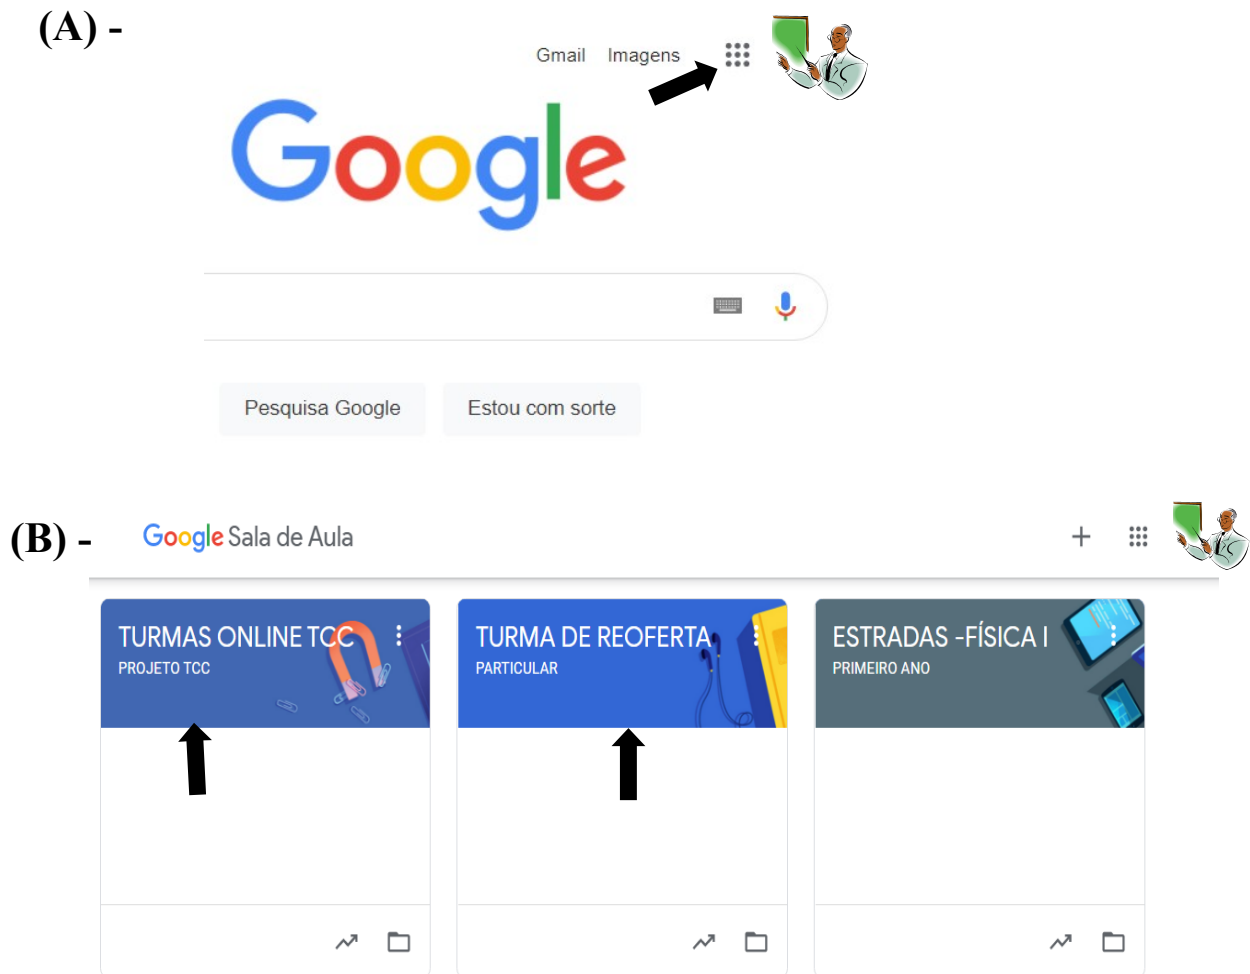 (A) -
Gmail Imagens
Google
Pesquisa Google Estou com sorte
(B) -
Google Sala de Aula
TURMAS ONLINE TCC
PROJETO TCC
TURMA DE REOFERTA
PARTICULAR
ESTRADAS -FÍSICA I
PRIMEIRO ANO